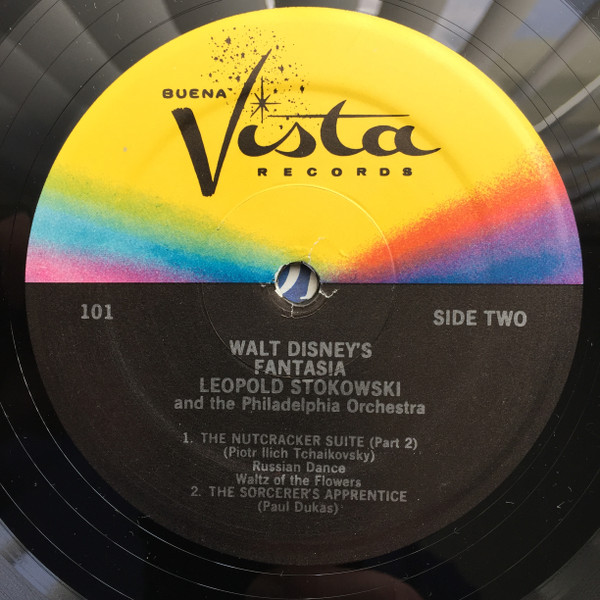 BUENA
Vista
RECORDS
101
SIDE TWO
WALT DISNEY'S
FANTASIA
LEOPOLD STOKOWSKI
and the Philadelphia Orchestra
1. THE NUTCRACKER SUITE (Part 2)
(Piotr Ilich Tchaikovsky)
Russian Dance
Waltz of the Flowers
2. THE SORCERER'S APPRENTICE
(Paul Dukas)